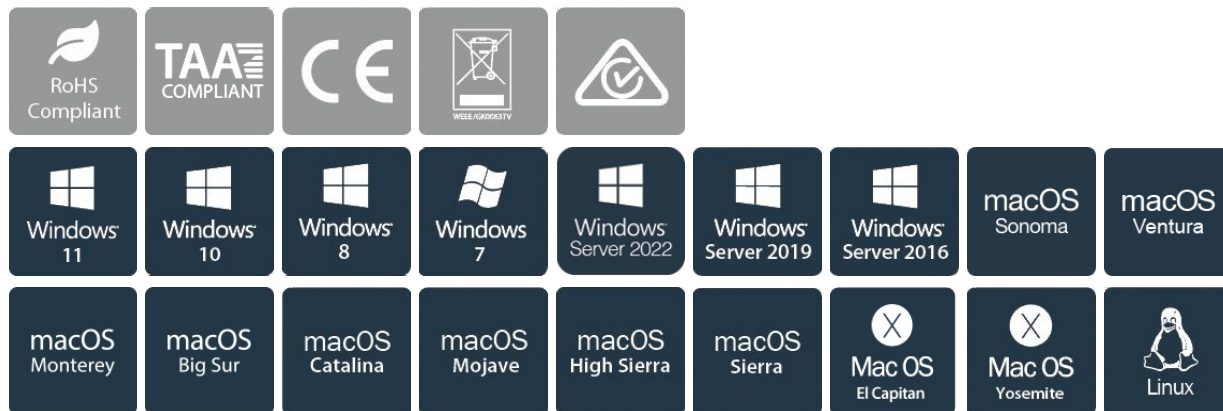 RoHS
Compliant
TAA
COMPLIANT
CE
WEEE/GK0063TV
Windows
11
Windows
10
Windows
8
Windows
7
Windows
Server 2022
Windows
Server 2019
Windows
Server 2016
macOS
Sonoma
macOS
Ventura
macOS
Monterey
macOS
Big Sur
macOS
Catalina
macOS
Mojave
macOS
High Sierra
macOS
Sierra
X
Mac OS
El Capitan
X
Mac OS
Yosemite
Linux